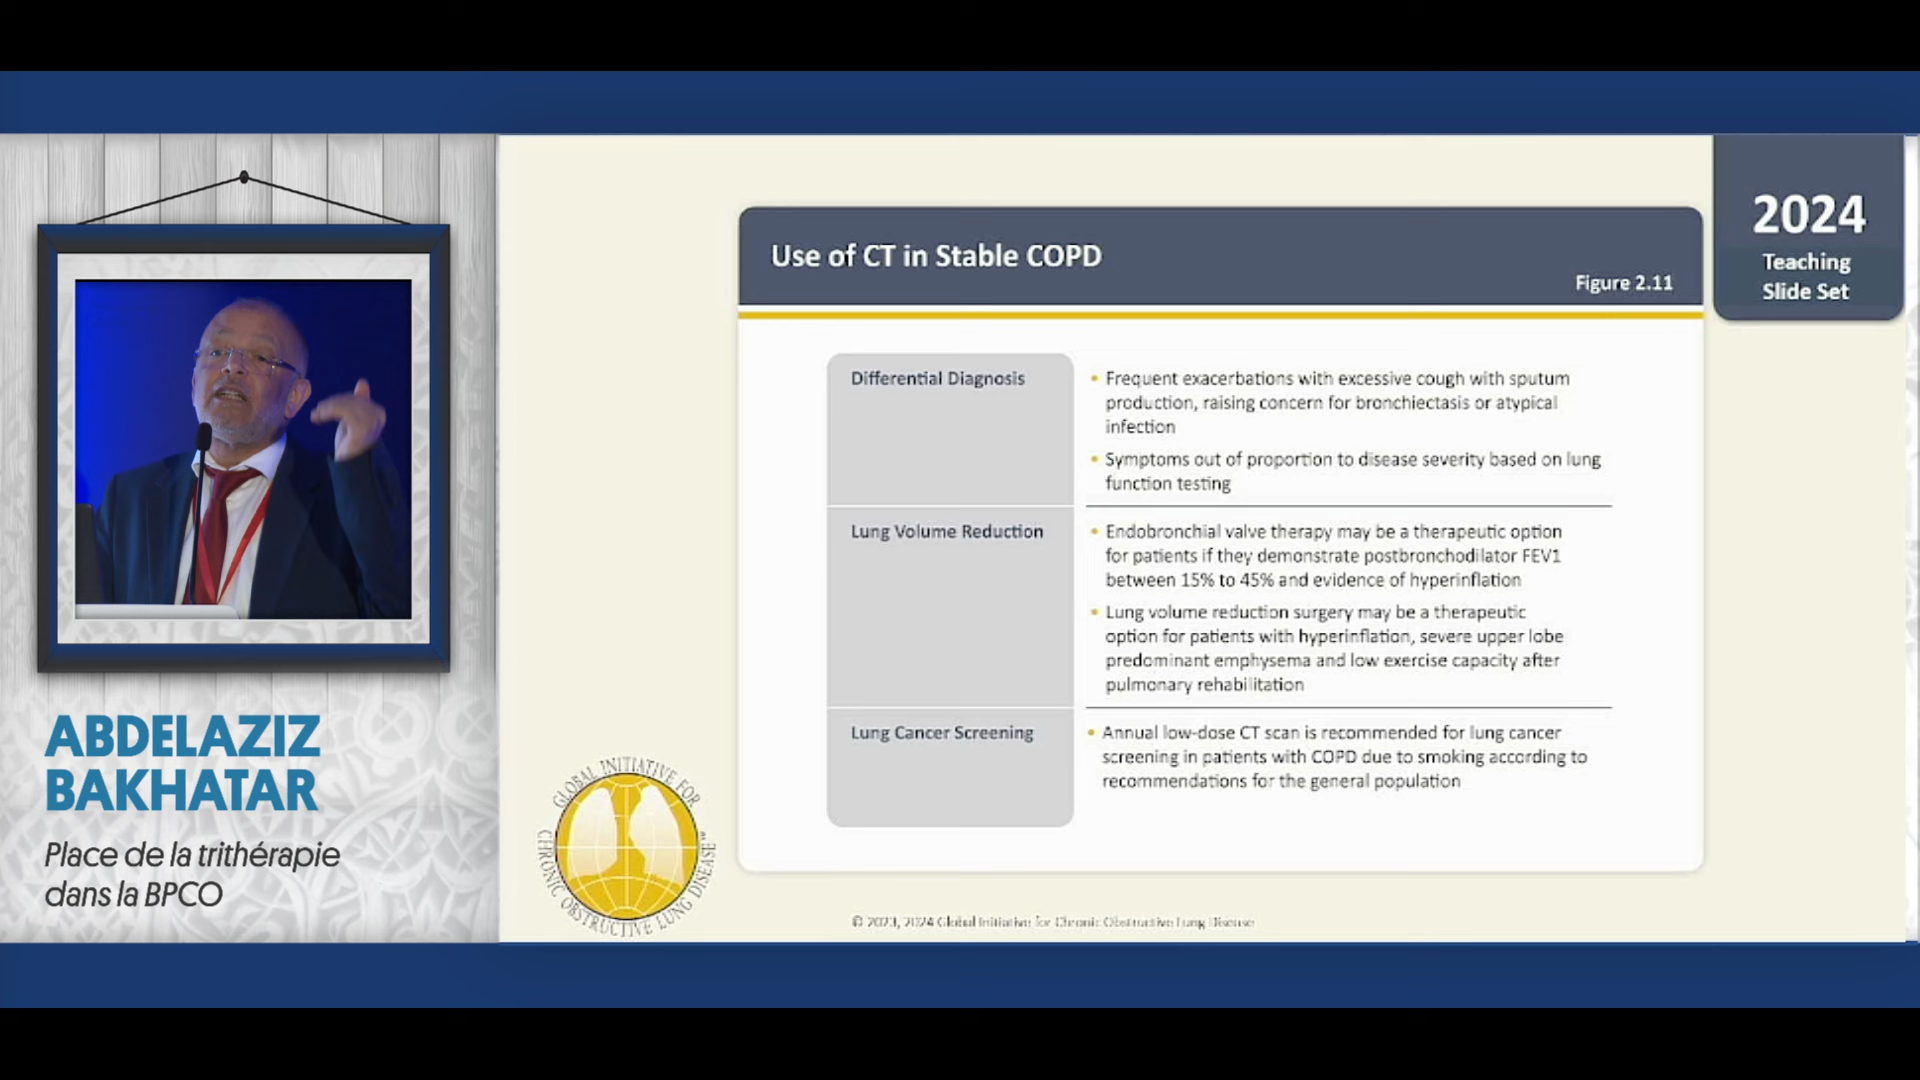 2024
Teaching
Slide Set
Use of CT in Stable COPD
Figure 2.11
Differential Diagnosis
• Frequent exacerbations with excessive cough with sputum
production, raising concern for bronchiectasis or atypical
infection
• Symptoms out of proportion to disease severity based on lung
function testing
Lung Volume Reduction
• Endobronchial valve therapy may be a therapeutic option
for patients if they demonstrate postbronchodilator FEV1
between 15% to 45% and evidence of hyperinflation
• Lung volume reduction surgery may be a therapeutic
option for patients with hyperinflation, severe upper lobe
predominant emphysema and low exercise capacity after
pulmonary rehabilitation
Lung Cancer Screening
• Annual low-dose CT scan is recommended for lung cancer
screening in patients with COPD due to smoking according to
recommendations for the general population
ABDELAZIZ
BAKHATAR
Place de la trithérapie
dans la BPCO
GLOBAL INITIATIVE FOR
CHRONIC OBSTRUCTIVE LUNG DISEASE
© 2023, 2024 Global Initiative for Chronic Obstructive Lung Disease